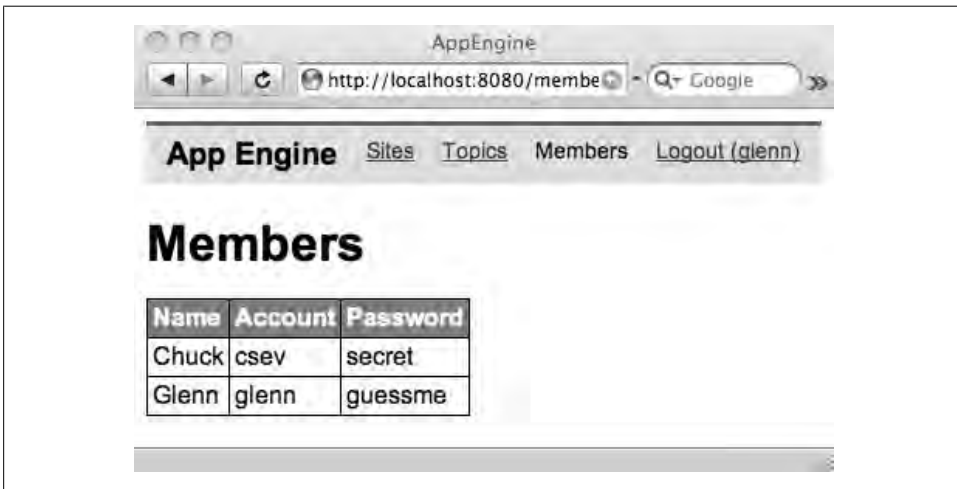 AppEngine
http://localhost:8080/membe Google
App Engine Sites Topics Members Logout (glenn)
Members
Name Account Password
Chuck csev secret
Glenn glenn guessme